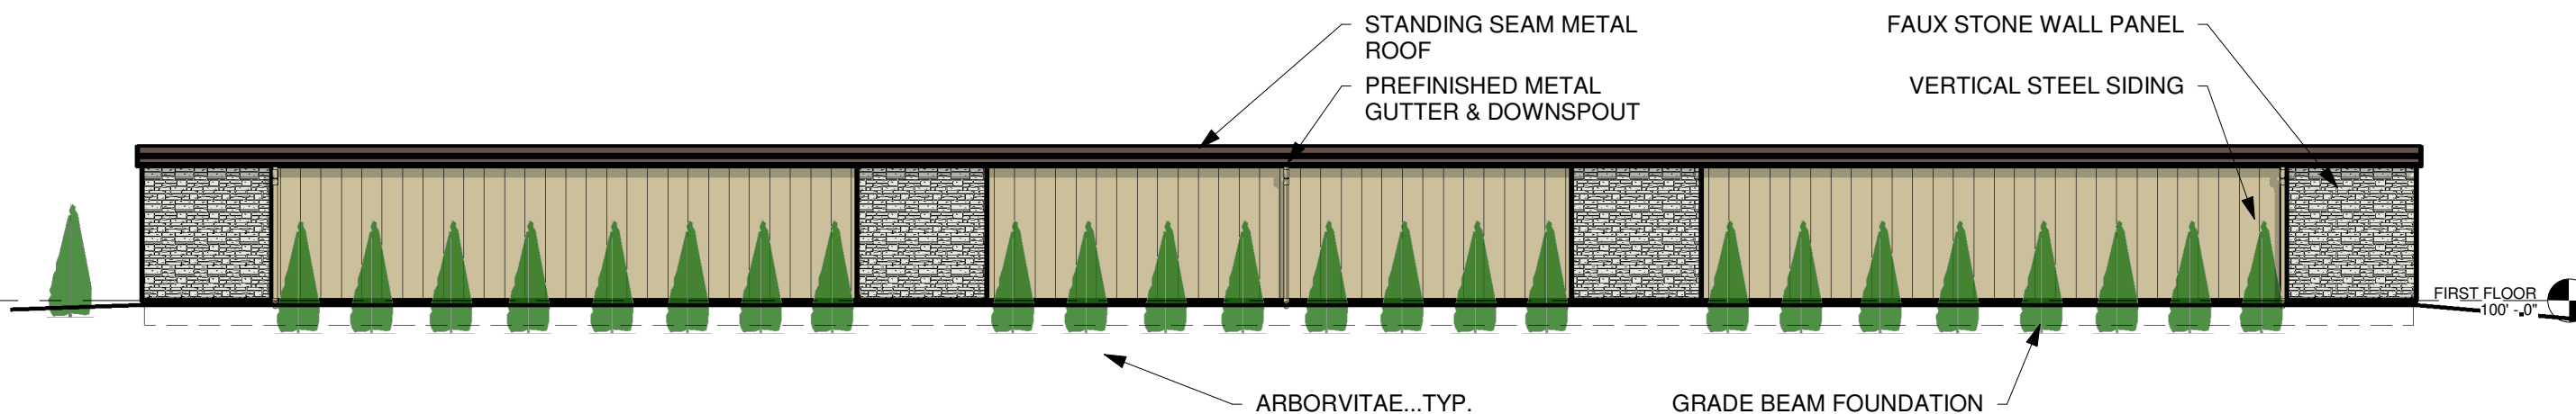 STANDING SEAM METAL
ROOF
PREFINISHED METAL
GUTTER & DOWNSPOUT
FAUX STONE WALL PANEL
VERTICAL STEEL SIDING
FIRST FLOOR
100' - 0"
ARBORVITAE...TYP.
GRADE BEAM FOUNDATION